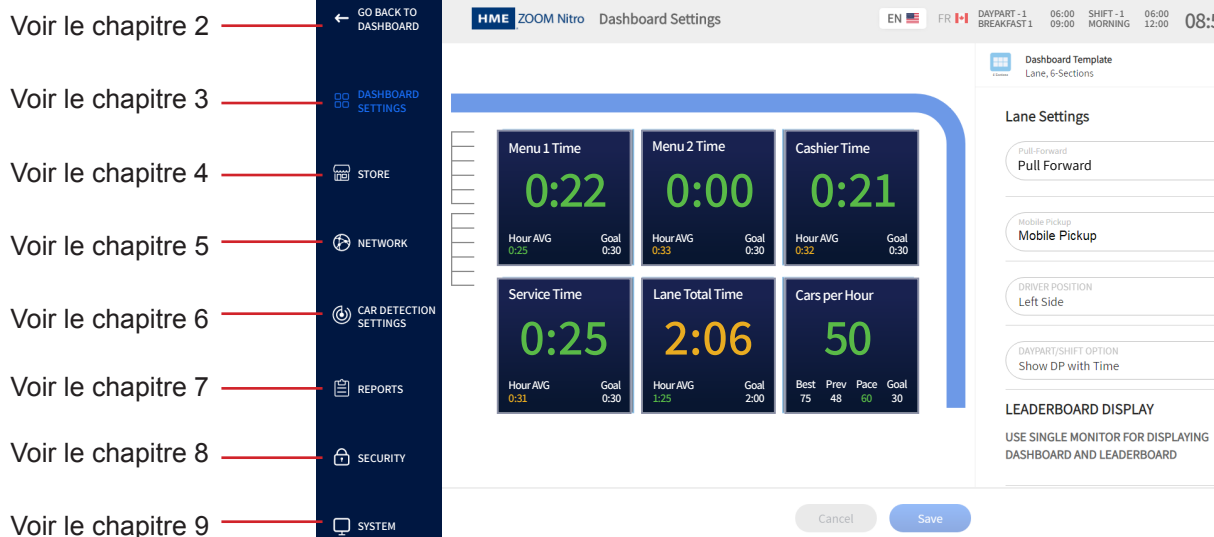 Voir le chapitre 2
Voir le chapitre 3
Voir le chapitre 4
Voir le chapitre 5
Voir le chapitre 6
Voir le chapitre 7
Voir le chapitre 8
Voir le chapitre 9
GO BACK TO
DASHBOARD
DASHBOARD
SETTINGS
STORE
NETWORK
CAR DETECTION
SETTINGS
REPORTS
SECURITY
SYSTEM
HME ZOOM Nitro Dashboard Settings
EN FR
DAYPART - 1 06:00 SHIFT - 1 06:00
BREAKFAST 1 09:00 MORNING 12:00
Menu 1 Time
0:22
Hour AVG Goal
0:25 0:30
Menu 2 Time
0:00
Hour AVG Goal
0:33 0:30
Cashier Time
0:21
Hour AVG Goal
0:32 0:30
Service Time
0:25
Hour AVG Goal
0:31 0:30
Lane Total Time
2:06
Hour AVG Goal
1:25 2:00
Cars per Hour
50
Best Prev Pace Goal
75 48 60 30
Dashboard Template
Lane, 6-Sections
Lane Settings
Pull-Forward
Pull Forward
Mobile Pickup
Mobile Pickup
DRIVER POSITION
Left Side
DAYPART/SHIFT OPTION
Show DP with Time
LEADERBOARD DISPLAY
USE SINGLE MONITOR FOR DISPLAYING
DASHBOARD AND LEADERBOARD
Cancel
Save